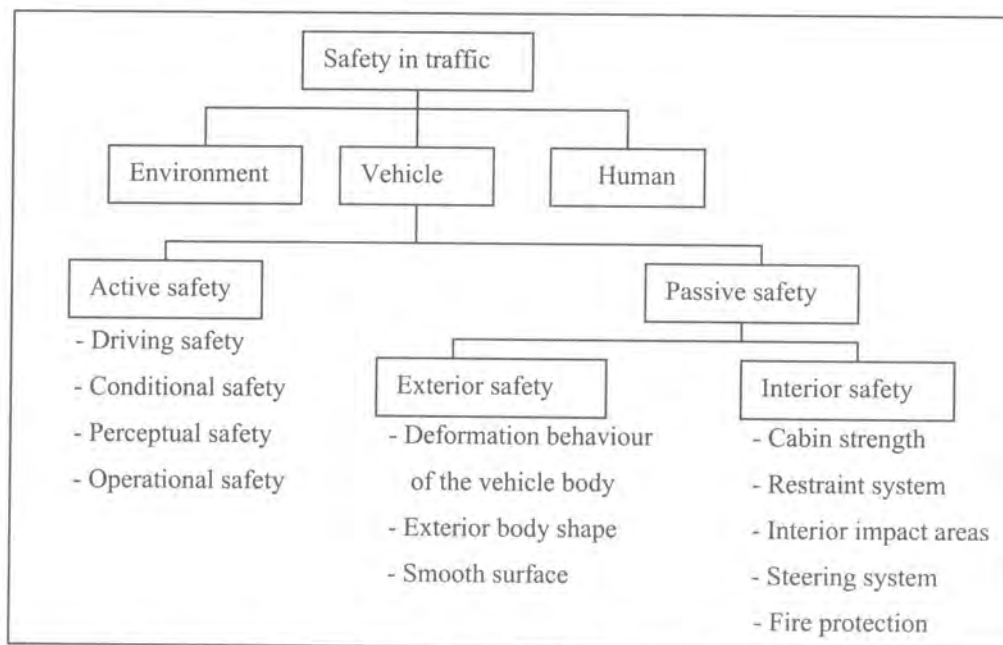 Safety in traffic
Environment
Vehicle
Human
Active safety
- Driving safety
- Conditional safety
- Perceptual safety
- Operational safety
Passive safety
Exterior safety
- Deformation behaviour
of the vehicle body
- Exterior body shape
- Smooth surface
Interior safety
- Cabin strength
- Restraint system
- Interior impact areas
- Steering system
- Fire protection